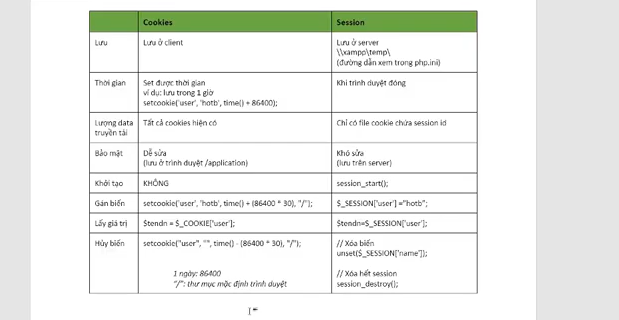 Cookies Session
Lưu Lưu ở client Lưu ở server
\\xampp\temp\
(đường dẫn xem trong php.ini)
Thời gian Set được thời gian Khi trình duyệt đóng
ví dụ: lưu trong 1 giờ
setcookie('user', 'hotb', time() + 86400);
Lượng data Tất cả cookies hiện có Chỉ có file cookie chứa session id
truyền tải
Bảo mật Dễ sửa Khó sửa
(lưu ở trình duyệt /application) (lưu trên server)
Khởi tạo KHÔNG session_start();
Gán biến setcookie('user', 'hotb', time() + (86400 * 30), "/"); $_SESSION['user'] ="hotb";
Lấy giá trị $tendn = $_COOKIE['user']; $tendn=$_SESSION['user'];
Hủy biến setcookie("user", "", time() - (86400 * 30), "/"); // Xóa biến
unset($_SESSION['name']);
1 ngày: 86400 // Xóa hết session
"/": thư mục mặc định trình duyệt session_destroy();